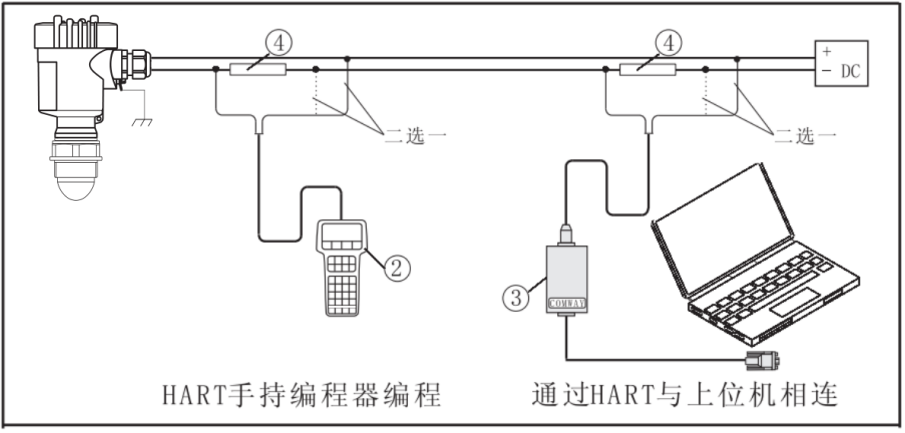 ④
④
+
− DC
二选一
二选一
②
③
COMWAY
HART手持编程器编程
通过HART与上位机相连